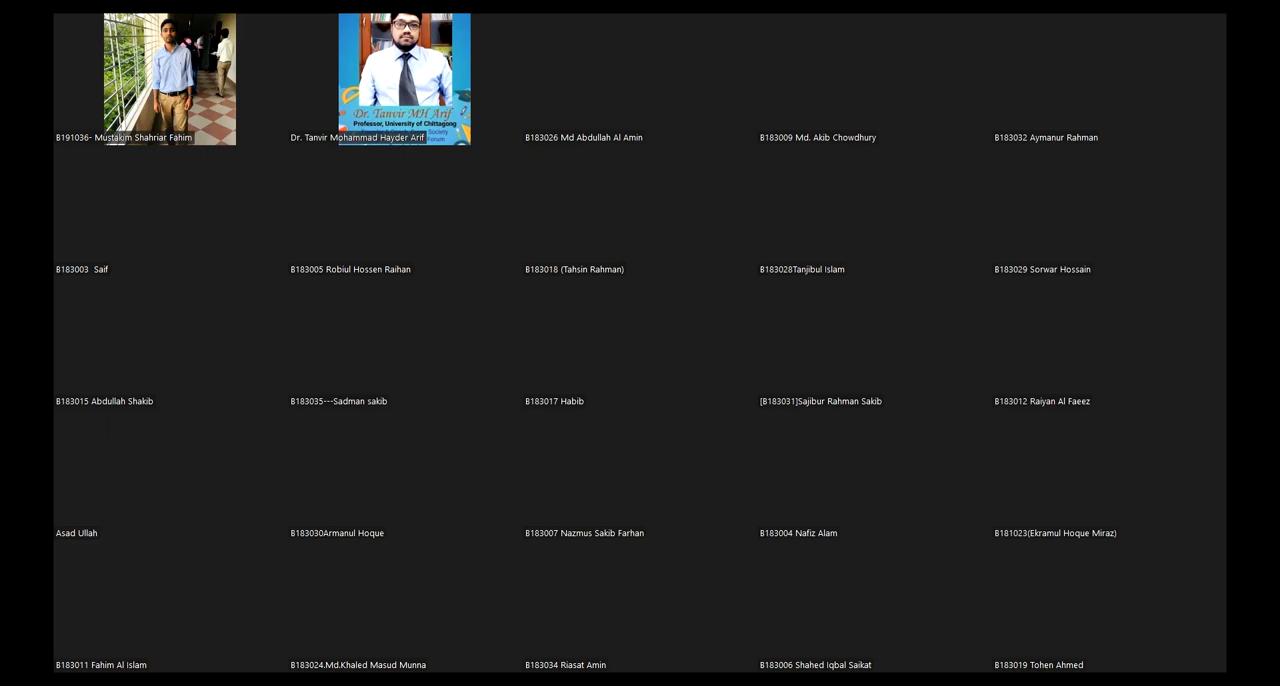 B191036- Mustakim Shahriar Fahim
Dr. Tanvir MH Arif
Professor, University of Chittagong
Society
Forum
Dr. Tanvir Mohammad Hayder Arif
B183026 Md Abdullah Al Amin
B183009 Md. Akib Chowdhury
B183032 Aymanur Rahman
B183003  Saif
B183005 Robiul Hossen Raihan
B183018 (Tahsin Rahman)
B183028Tanjibul Islam
B183029 Sorwar Hossain
B183015 Abdullah Shakib
B183035---Sadman sakib
B183017 Habib
[B183031]Sajibur Rahman Sakib
B183012 Raiyan Al Faeez
Asad Ullah
B183030Armanul Hoque
B183007 Nazmus Sakib Farhan
B183004 Nafiz Alam
B181023(Ekramul Hoque Miraz)
B183011 Fahim Al Islam
B183024.Md.Khaled Masud Munna
B183034 Riasat Amin
B183006 Shahed Iqbal Saikat
B183019 Tohen Ahmed